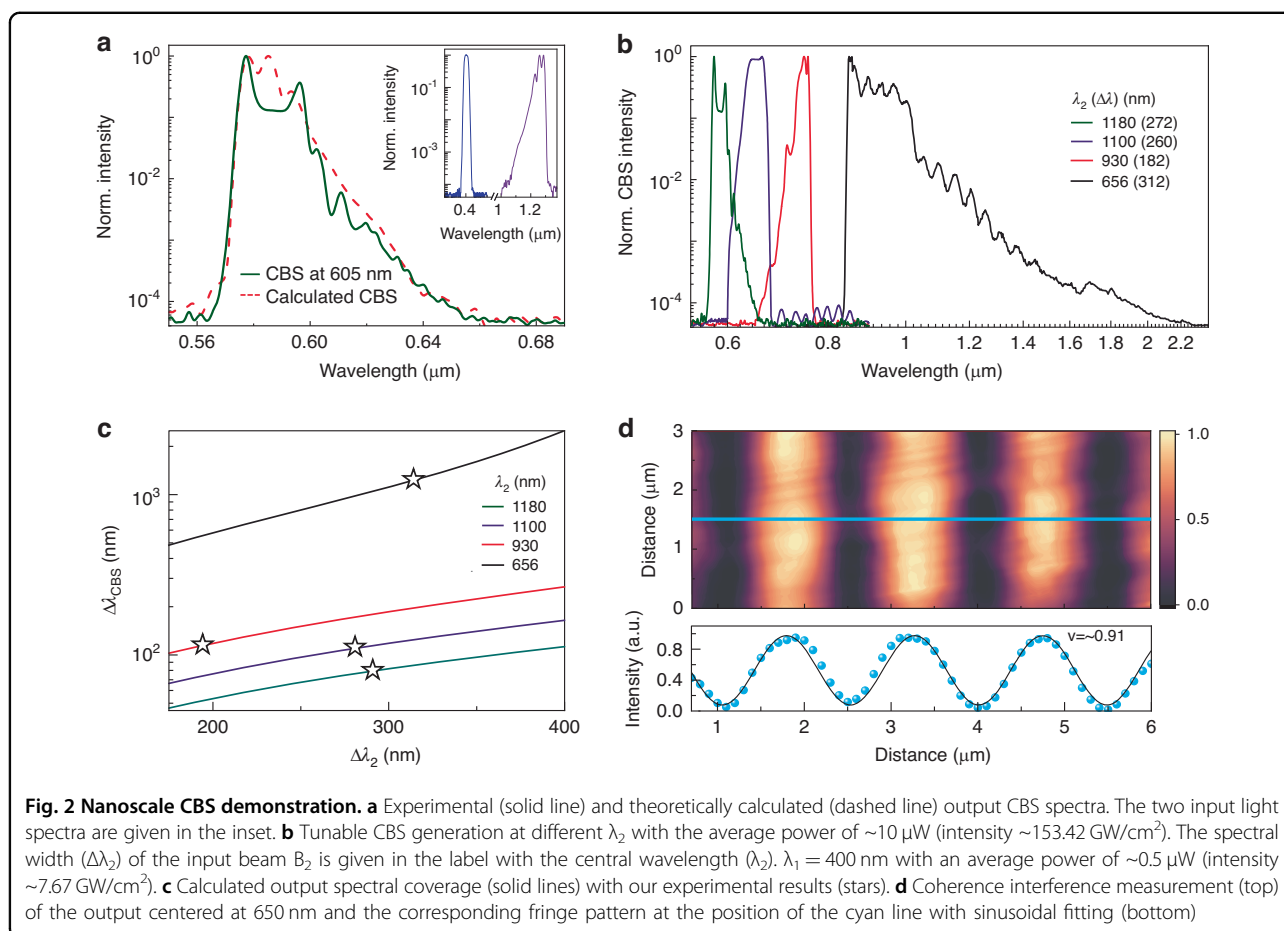 a
10⁰
10⁻²
10⁻⁴
Norm. intensity
CBS at 605 nm
Calculated CBS
0.56
0.60
0.64
0.68
Wavelength (μm)
10⁻¹
10⁻³
Norm. intensity
0.4
1
1.2
Wavelength (μm)
b
10⁰
10⁻²
10⁻⁴
Norm. CBS intensity
λ₂ (Δλ) (nm)
1180 (272)
1100 (260)
930 (182)
656 (312)
0.6
0.8
1
1.2
1.4
1.6
1.8
2
2.2
Wavelength (μm)
c
10³
10²
Δλ_CBS (nm)
λ₂ (nm)
1180
1100
930
656
200
300
400
Δλ₂ (nm)
d
3
2
1
0
Distance (μm)
1.0
0.5
0.0
v=~0.91
0.8
0.4
0.0
Intensity (a.u.)
1
2
3
4
5
6
Distance (μm)
Fig. 2 Nanoscale CBS demonstration. a Experimental (solid line) and theoretically calculated (dashed line) output CBS spectra. The two input light
spectra are given in the inset. b Tunable CBS generation at different λ₂ with the average power of ~10 μW (intensity ~153.42 GW/cm²). The spectral
width (Δλ₂) of the input beam B₂ is given in the label with the central wavelength (λ₂). λ₁ = 400 nm with an average power of ~0.5 μW (intensity
~7.67 GW/cm²). c Calculated output spectral coverage (solid lines) with our experimental results (stars). d Coherence interference measurement (top)
of the output centered at 650 nm and the corresponding fringe pattern at the position of the cyan line with sinusoidal fitting (bottom)